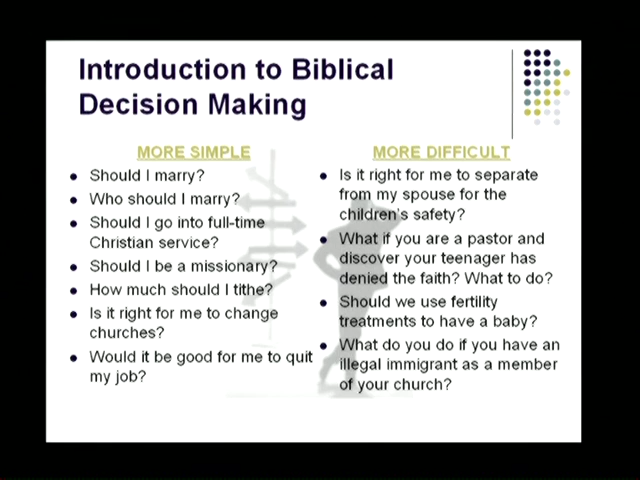 Introduction to Biblical
Decision Making
MORE SIMPLE
Should I marry?
Who should I marry?
Should I go into full-time
Christian service?
Should I be a missionary?
How much should I tithe?
Is it right for me to change
churches?
Would it be good for me to quit
my job?
MORE DIFFICULT
Is it right for me to separate
from my spouse for the
children's safety?
What if you are a pastor and
discover your teenager has
denied the faith? What to do?
Should we use fertility
treatments to have a baby?
What do you do if you have an
illegal immigrant as a member
of your church?